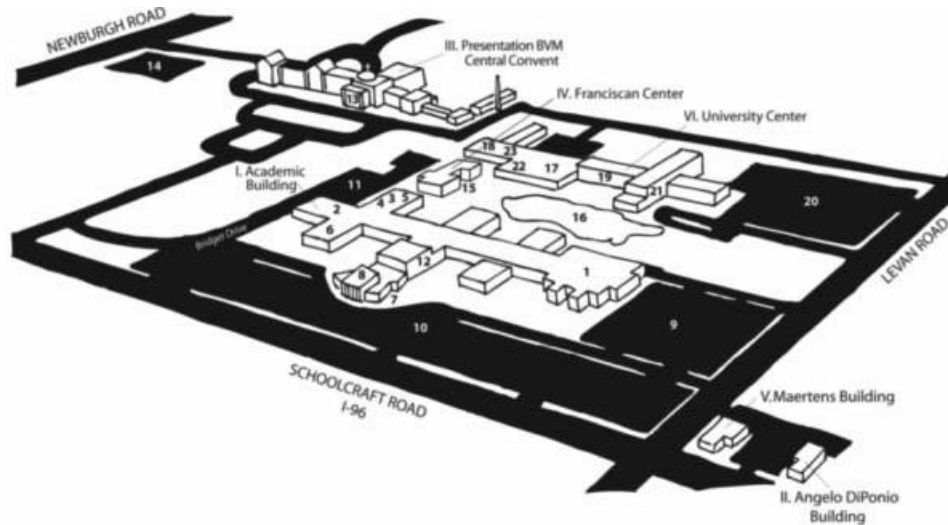 NEWBURGH ROAD
14
III. Presentation BVM
Central Convent
13
IV. Franciscan Center
VI. University Center
18
23
22
17
19
21
20
I. Academic
Building
11
15
3
5
4
2
6
16
Bridget Drive
12
8
7
1
LEVAN ROAD
10
9
SCHOOLCRAFT ROAD
I-96
V. Maertens Building
II. Angelo DiPonio
Building